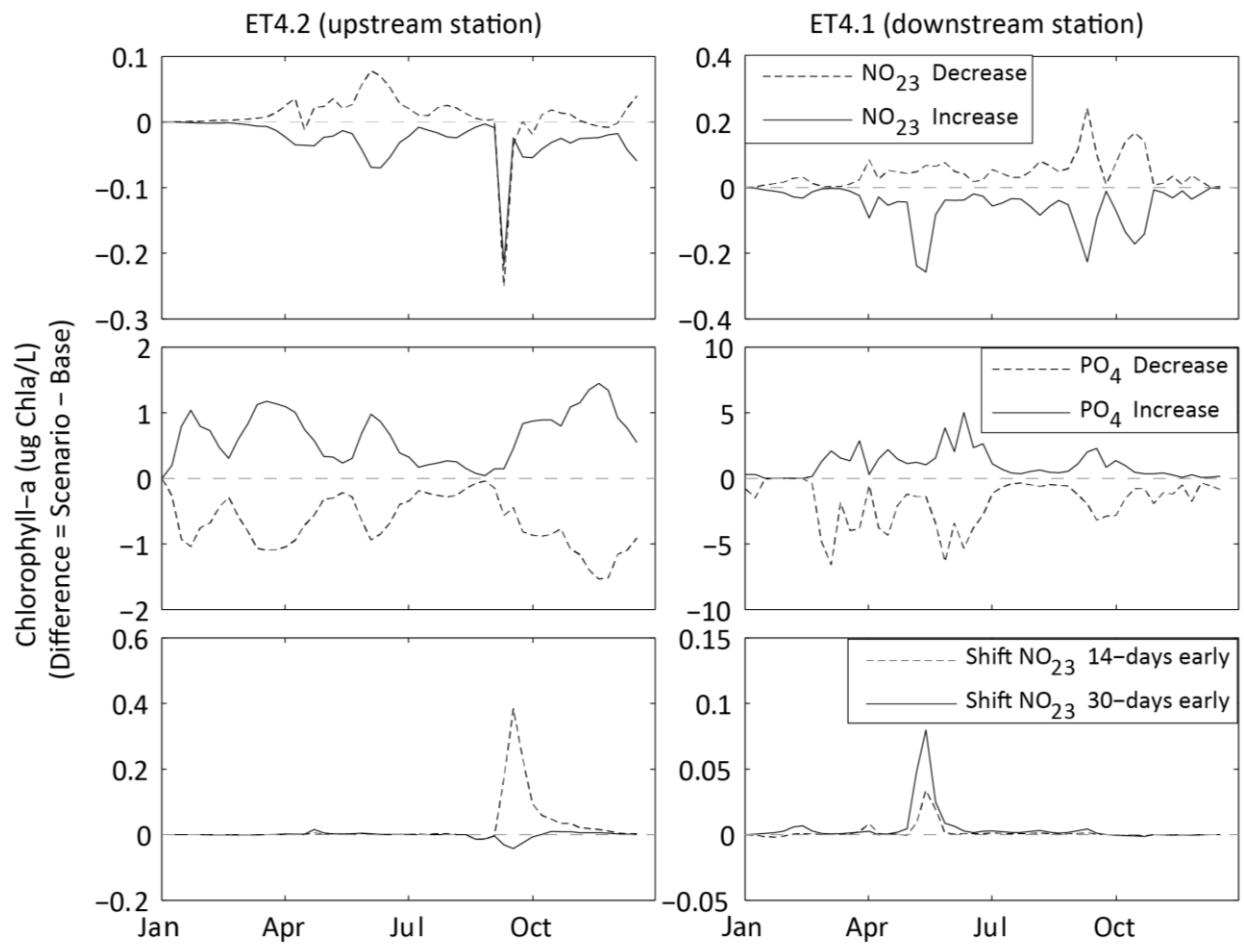 ET4.2 (upstream station)
ET4.1 (downstream station)
Chlorophyll−a (ug Chla/L)
(Difference = Scenario − Base)
0.1
0
−0.1
−0.2
−0.3
0.4
0.2
0
−0.2
−0.4
NO23 Decrease
NO23 Increase
2
1
0
−1
−2
10
5
0
−5
−10
PO4 Decrease
PO4 Increase
0.6
0.4
0.2
0
−0.2
0.15
0.1
0.05
0
−0.05
Shift NO23 14−days early
Shift NO23 30−days early
Jan Apr Jul Oct
Jan Apr Jul Oct